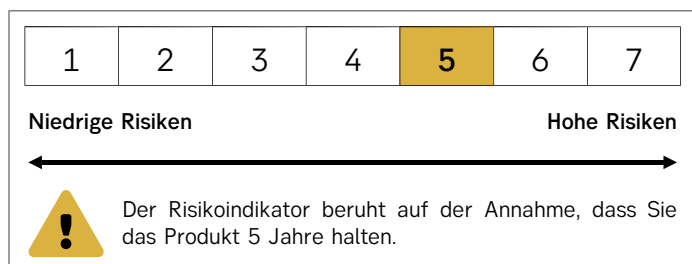 1 2 3 4 5 6 7
Niedrige Risiken Hohe Risiken
Der Risikoindikator beruht auf der Annahme, dass Sie
das Produkt 5 Jahre halten.